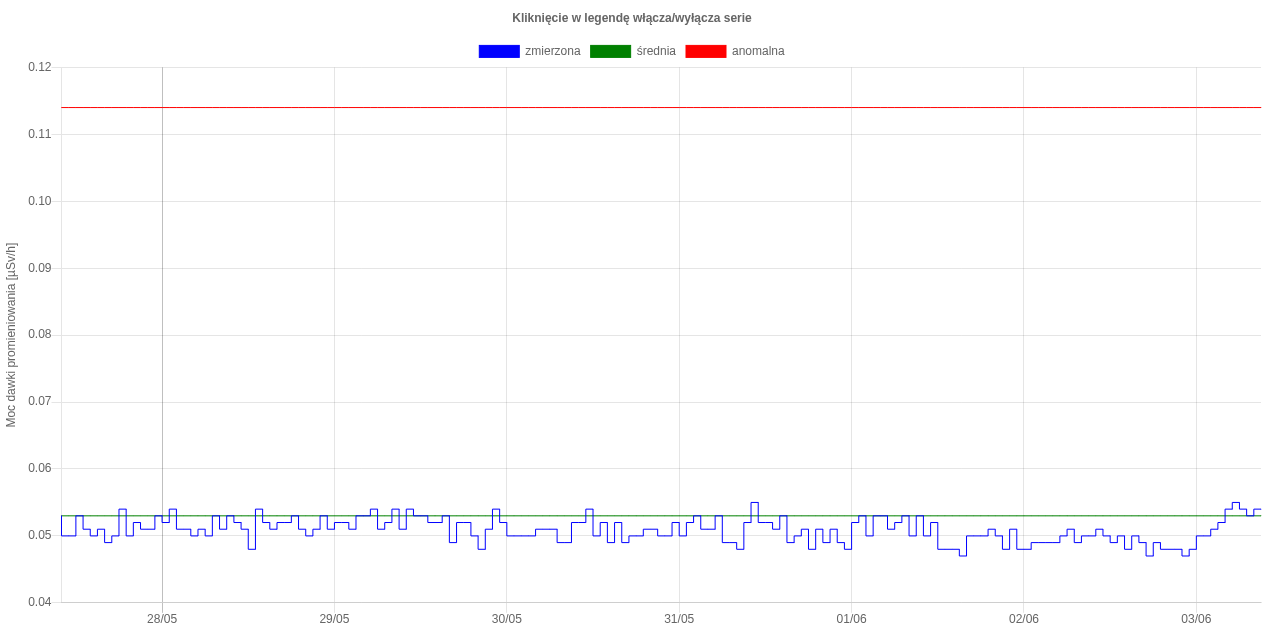 Kliknięcie w legendę włącza/wyłącza serie
zmierzona średnia anomalna
Moc dawki promieniowania [µSv/h]
0.12
0.11
0.10
0.09
0.08
0.07
0.06
0.05
0.04
28/05 29/05 30/05 31/05 01/06 02/06 03/06